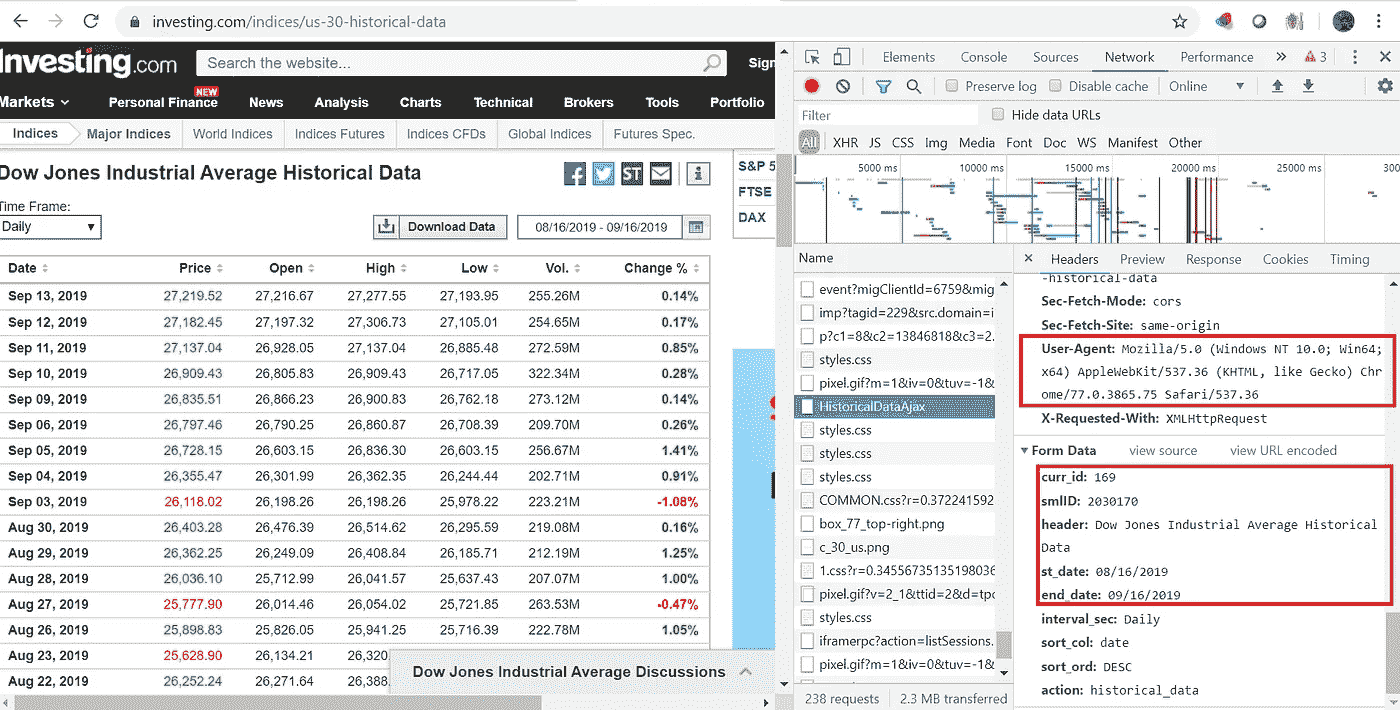 investing.com/indices/us-30-historical-data
Investing.com
Search the website...
Sign
Markets
Personal Finance
NEW
News
Analysis
Charts
Technical
Brokers
Tools
Portfolio
Indices
Major Indices
World Indices
Indices Futures
Indices CFDs
Global Indices
Futures Spec.
Dow Jones Industrial Average Historical Data
ST
S&P 5
FTSE
DAX
Time Frame:
Daily
Download Data
08/16/2019 - 09/16/2019
Date Price Open High Low Vol. Change %
Sep 13, 2019 27,219.52 27,216.67 27,277.55 27,193.95 255.26M 0.14%
Sep 12, 2019 27,182.45 27,197.32 27,306.73 27,105.01 254.65M 0.17%
Sep 11, 2019 27,137.04 26,928.05 27,137.04 26,885.48 272.59M 0.85%
Sep 10, 2019 26,909.43 26,805.83 26,909.43 26,717.05 322.34M 0.28%
Sep 09, 2019 26,835.51 26,866.23 26,900.83 26,762.18 273.12M 0.14%
Sep 06, 2019 26,797.46 26,790.25 26,860.87 26,708.39 209.70M 0.26%
Sep 05, 2019 26,728.15 26,603.15 26,836.30 26,603.15 256.67M 1.41%
Sep 04, 2019 26,355.47 26,301.99 26,362.35 26,244.44 202.71M 0.91%
Sep 03, 2019 26,118.02 26,198.26 26,198.26 25,978.22 223.21M -1.08%
Aug 30, 2019 26,403.28 26,476.39 26,514.62 26,295.59 219.08M 0.16%
Aug 29, 2019 26,362.25 26,249.09 26,408.84 26,185.71 212.19M 1.25%
Aug 28, 2019 26,036.10 25,712.99 26,041.57 25,637.43 207.07M 1.00%
Aug 27, 2019 25,777.90 26,014.46 26,054.02 25,721.85 263.53M -0.47%
Aug 26, 2019 25,898.83 25,826.05 25,941.25 25,716.39 222.78M 1.05%
Aug 23, 2019 25,628.90 26,134.21 26,320
Aug 22, 2019 26,252.24 26,271.64 26,388
Dow Jones Industrial Average Discussions
Elements Console Sources Network Performance 3
Preserve log Disable cache Online
Filter Hide data URLs
All XHR JS CSS Img Media Font Doc WS Manifest Other
5000 ms 10000 ms 15000 ms 20000 ms 25000 ms 300
Name
event?migClientId=6759&mig
imp?tagid=229&src.domain=i
p?c1=8&c2=13846818&c3=2.
styles.css
pixel.gif?m=1&iv=0&tuv=-1&
HistoricalDataAjax
styles.css
styles.css
styles.css
COMMON.css?r=0.372241592
box_77_top-right.png
c_30_us.png
1.css?r=0.34556735135198036
pixel.gif?v=2_1&ttid=2&d=tpc
styles.css
iframerpc?action=listSessions.
pixel.gif?m=1&iv=0&tuv=-1&
238 requests 2.3 MB transferred
Headers Preview Response Cookies Timing
-historical-data
Sec-Fetch-Mode: cors
Sec-Fetch-Site: same-origin
User-Agent: Mozilla/5.0 (Windows NT 10.0; Win64;
x64) AppleWebKit/537.36 (KHTML, like Gecko) Chr
ome/77.0.3865.75 Safari/537.36
X-Requested-With: XMLHttpRequest
Form Data view source view URL encoded
curr_id: 169
smlID: 2030170
header: Dow Jones Industrial Average Historical
Data
st_date: 08/16/2019
end_date: 09/16/2019
interval_sec: Daily
sort_col: date
sort_ord: DESC
action: historical_data